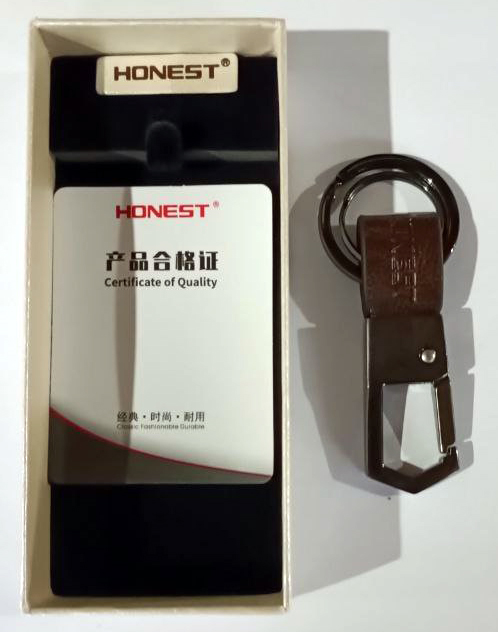 HONEST®
HONEST®
产品合格证
Certificate of Quality
经典·时尚·耐用
Classic Fashionable Durable